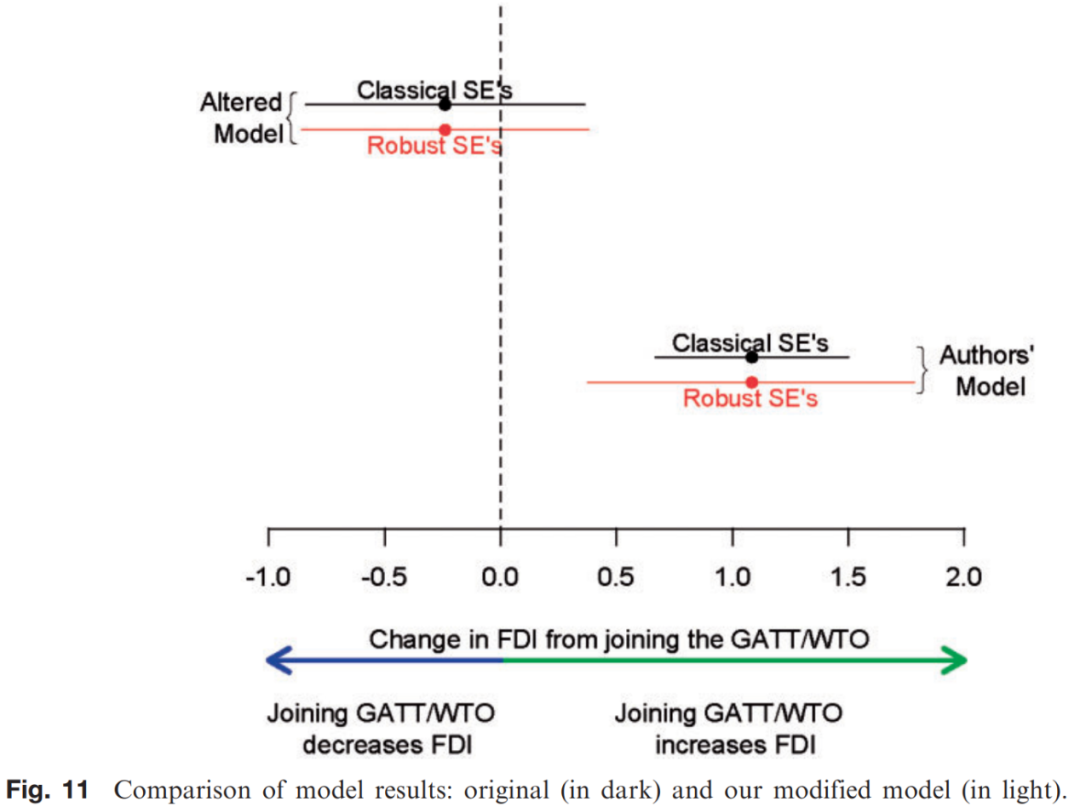 Classical SE's
Altered
Model
Robust SE's
Classical SE's
Authors'
Model
Robust SE's
-1.0 -0.5 0.0 0.5 1.0 1.5 2.0
Change in FDI from joining the GATT/WTO
Joining GATT/WTO
decreases FDI
Joining GATT/WTO
increases FDI
Fig. 11 Comparison of model results: original (in dark) and our modified model (in light).